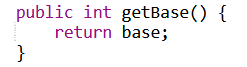 public int getBase() {
    return base;
}